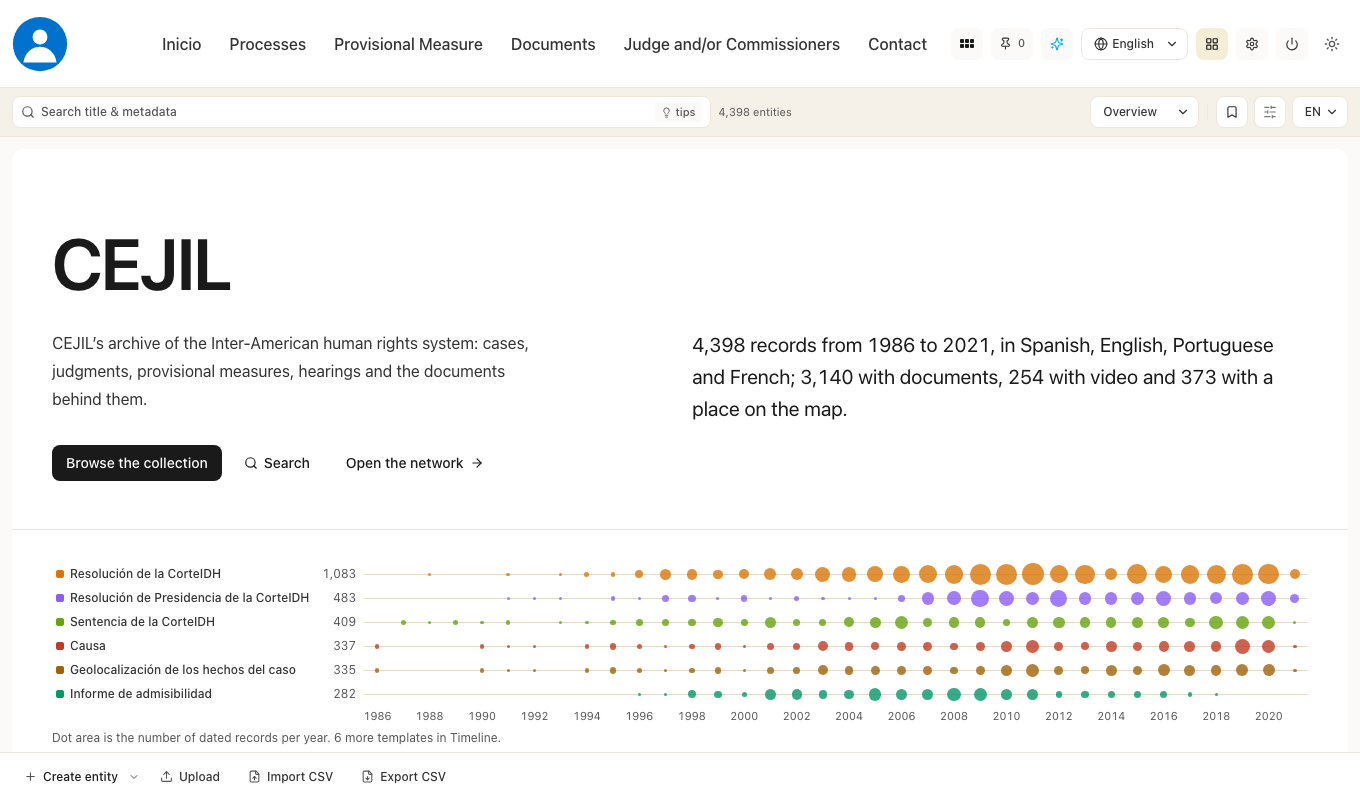 Inicio Processes Provisional Measure Documents Judge and/or Commissioners Contact 0 English
Search title & metadata tips 4,398 entities Overview EN
CEJIL
CEJIL's archive of the Inter-American human rights system: cases,
judgments, provisional measures, hearings and the documents
behind them.
4,398 records from 1986 to 2021, in Spanish, English, Portuguese
and French; 3,140 with documents, 254 with video and 373 with a
place on the map.
Browse the collection Search Open the network →
Resolución de la CorteIDH 1,083
Resolución de Presidencia de la CorteIDH 483
Sentencia de la CorteIDH 409
Causa 337
Geolocalización de los hechos del caso 335
Informe de admisibilidad 282
1986 1988 1990 1992 1994 1996 1998 2000 2002 2004 2006 2008 2010 2012 2014 2016 2018 2020
Dot area is the number of dated records per year. 6 more templates in Timeline.
Create entity Upload Import CSV Export CSV